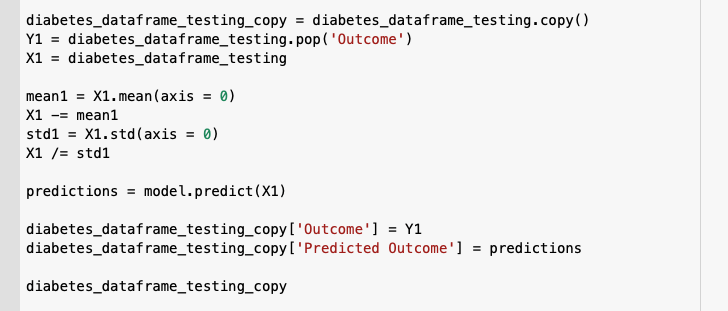 diabetes_dataframe_testing_copy = diabetes_dataframe_testing.copy()
Y1 = diabetes_dataframe_testing.pop('Outcome')
X1 = diabetes_dataframe_testing
mean1 = X1.mean(axis = 0)
X1 -= mean1
std1 = X1.std(axis = 0)
X1 /= std1
predictions = model.predict(X1)
diabetes_dataframe_testing_copy['Outcome'] = Y1
diabetes_dataframe_testing_copy['Predicted Outcome'] = predictions
diabetes_dataframe_testing_copy